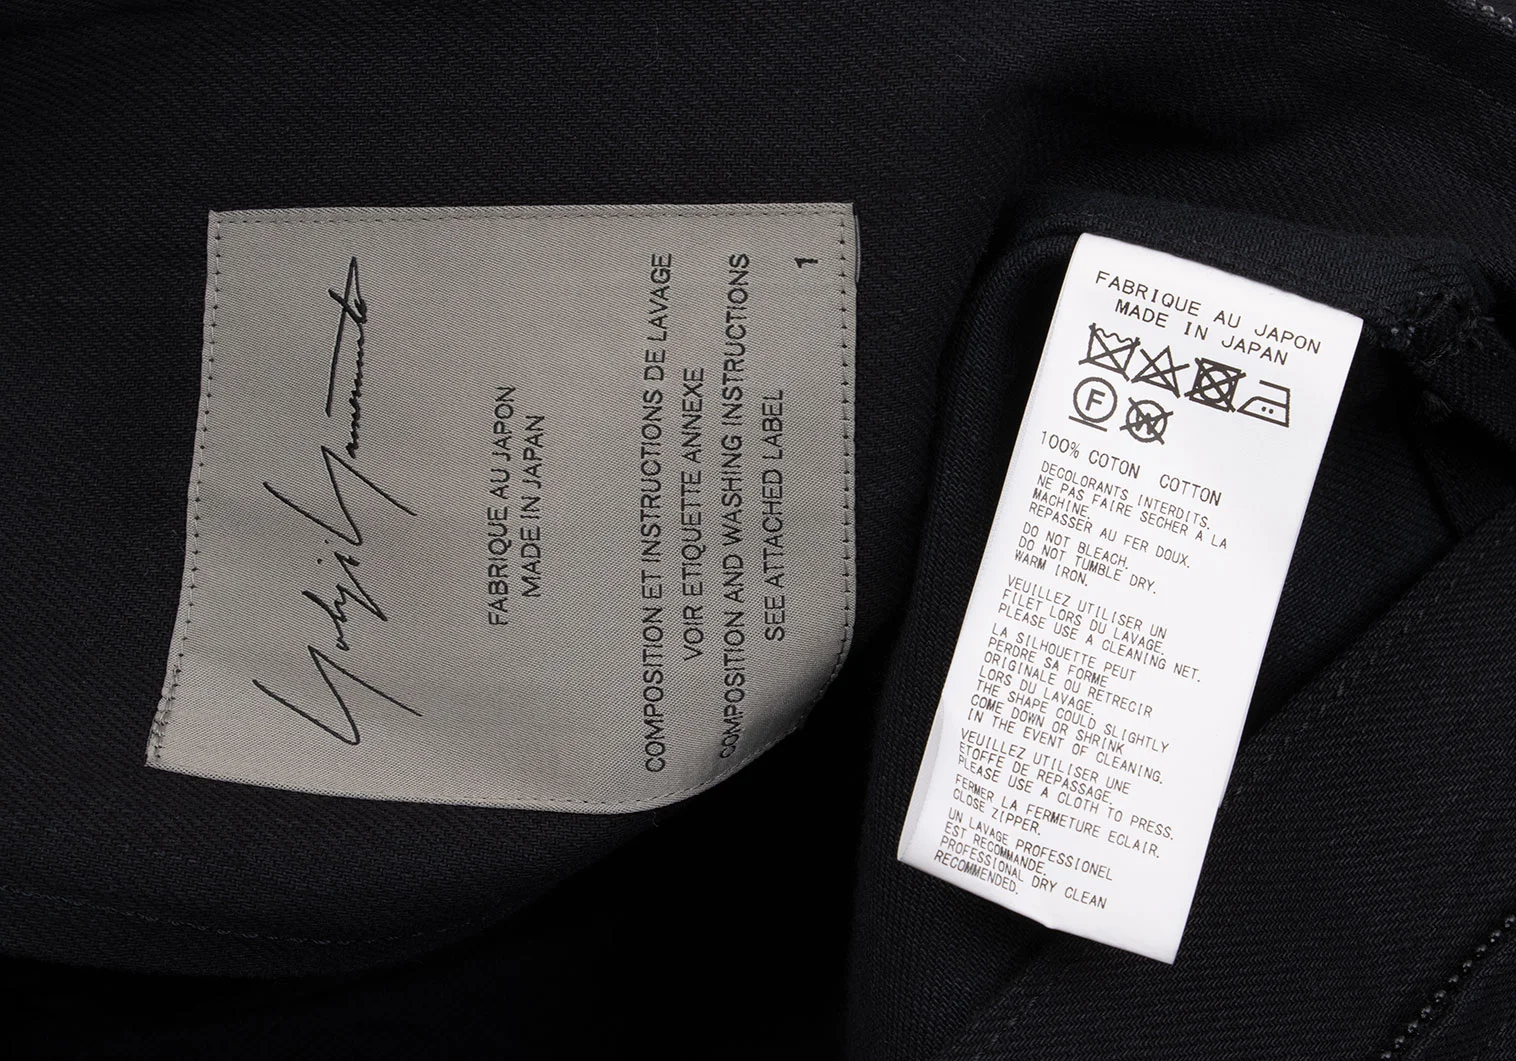 Yohji Yamamoto
FABRIQUE AU JAPON
MADE IN JAPAN
COMPOSITION ET INSTRUCTIONS DE LAVAGE
VOIR ETIQUETTE ANNEXE
COMPOSITION AND WASHING INSTRUCTIONS
SEE ATTACHED LABEL
1
FABRIQUE AU JAPON
MADE IN JAPAN
F
W
100% COTON COTTON
DECOLORANTS INTERDITS.
NE PAS FAIRE SECHER A LA
MACHINE.
REPASSER AU FER DOUX.
DO NOT BLEACH.
DO NOT TUMBLE DRY.
WARM IRON.
VEUILLEZ UTILISER UN
FILET LORS DU LAVAGE.
PLEASE USE A CLEANING NET.
LA SILHOUETTE PEUT
PERDRE SA FORME
ORIGINALE OU RETRECIR
LORS DU LAVAGE.
THE SHAPE COULD SLIGHTLY
COME DOWN OR SHRINK
IN THE EVENT OF CLEANING.
VEUILLEZ UTILISER UNE
ETOFFE DE REPASSAGE.
PLEASE USE A CLOTH TO PRESS.
FERMER LA FERMETURE ECLAIR.
CLOSE ZIPPER.
UN LAVAGE PROFESSIONEL
EST RECOMMANDE.
PROFESSIONAL DRY CLEAN
RECOMMENDED.